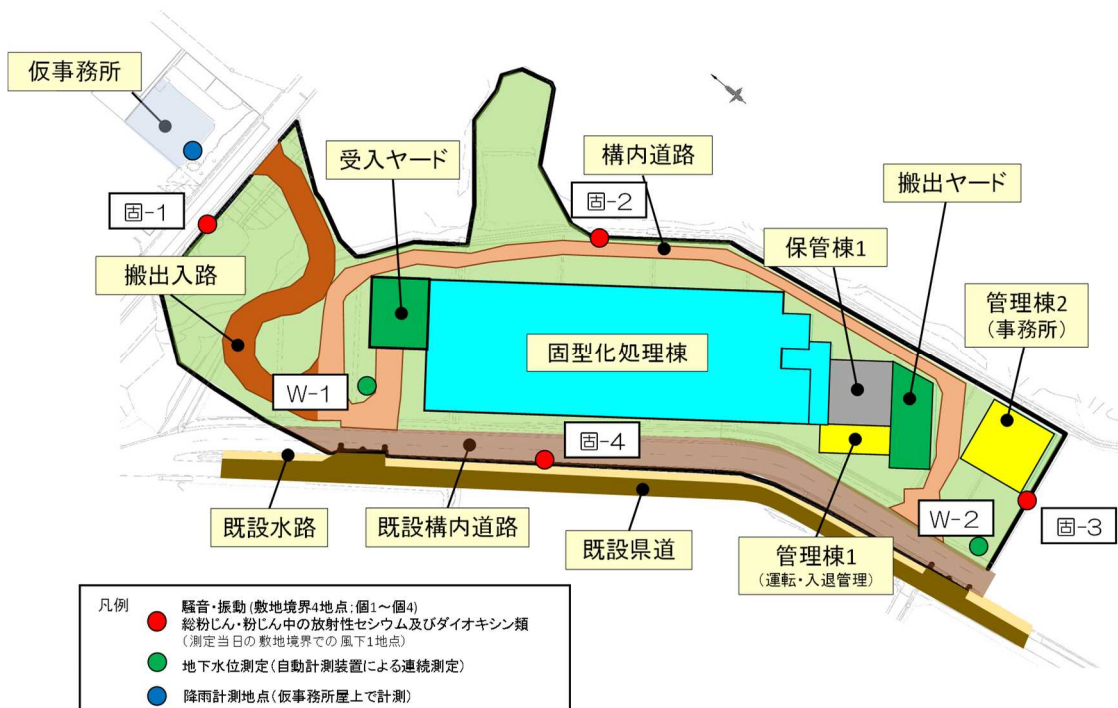 仮事務所
受入ヤード
構内道路
搬出ヤード
固-1
固-2
保管棟1
搬出入路
管理棟2
(事務所)
固型化処理棟
W-1
固-4
W-2
固-3
既設水路
既設構内道路
既設県道
管理棟1
(運転・入退管理)
凡例
騒音・振動(敷地境界4地点;個1~個4)
総粉じん・粉じん中の放射性セシウム及びダイオキシン類
(測定当日の敷地境界での風下1地点)
地下水位測定(自動計測装置による連続測定)
降雨計測地点(仮事務所屋上で計測)